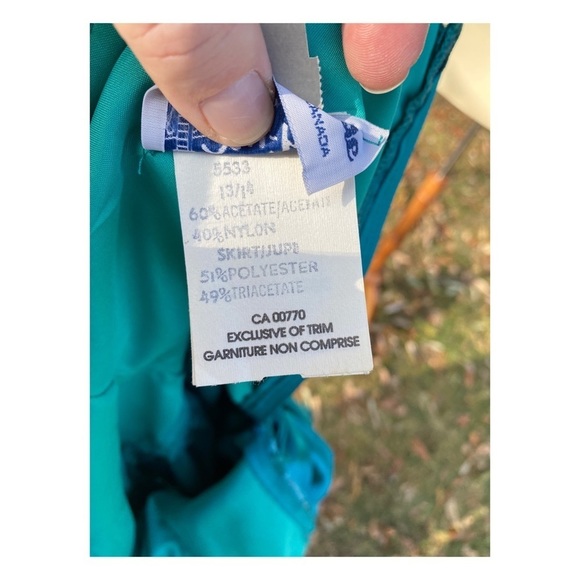 CANADA
5533
13/14
60%ACETATE/ACETAT
40%NYLON
SKIRT/JUPE
51%POLYESTER
49%TRIACETATE
CA 00770
EXCLUSIVE OF TRIM
GARNITURE NON COMPRISE